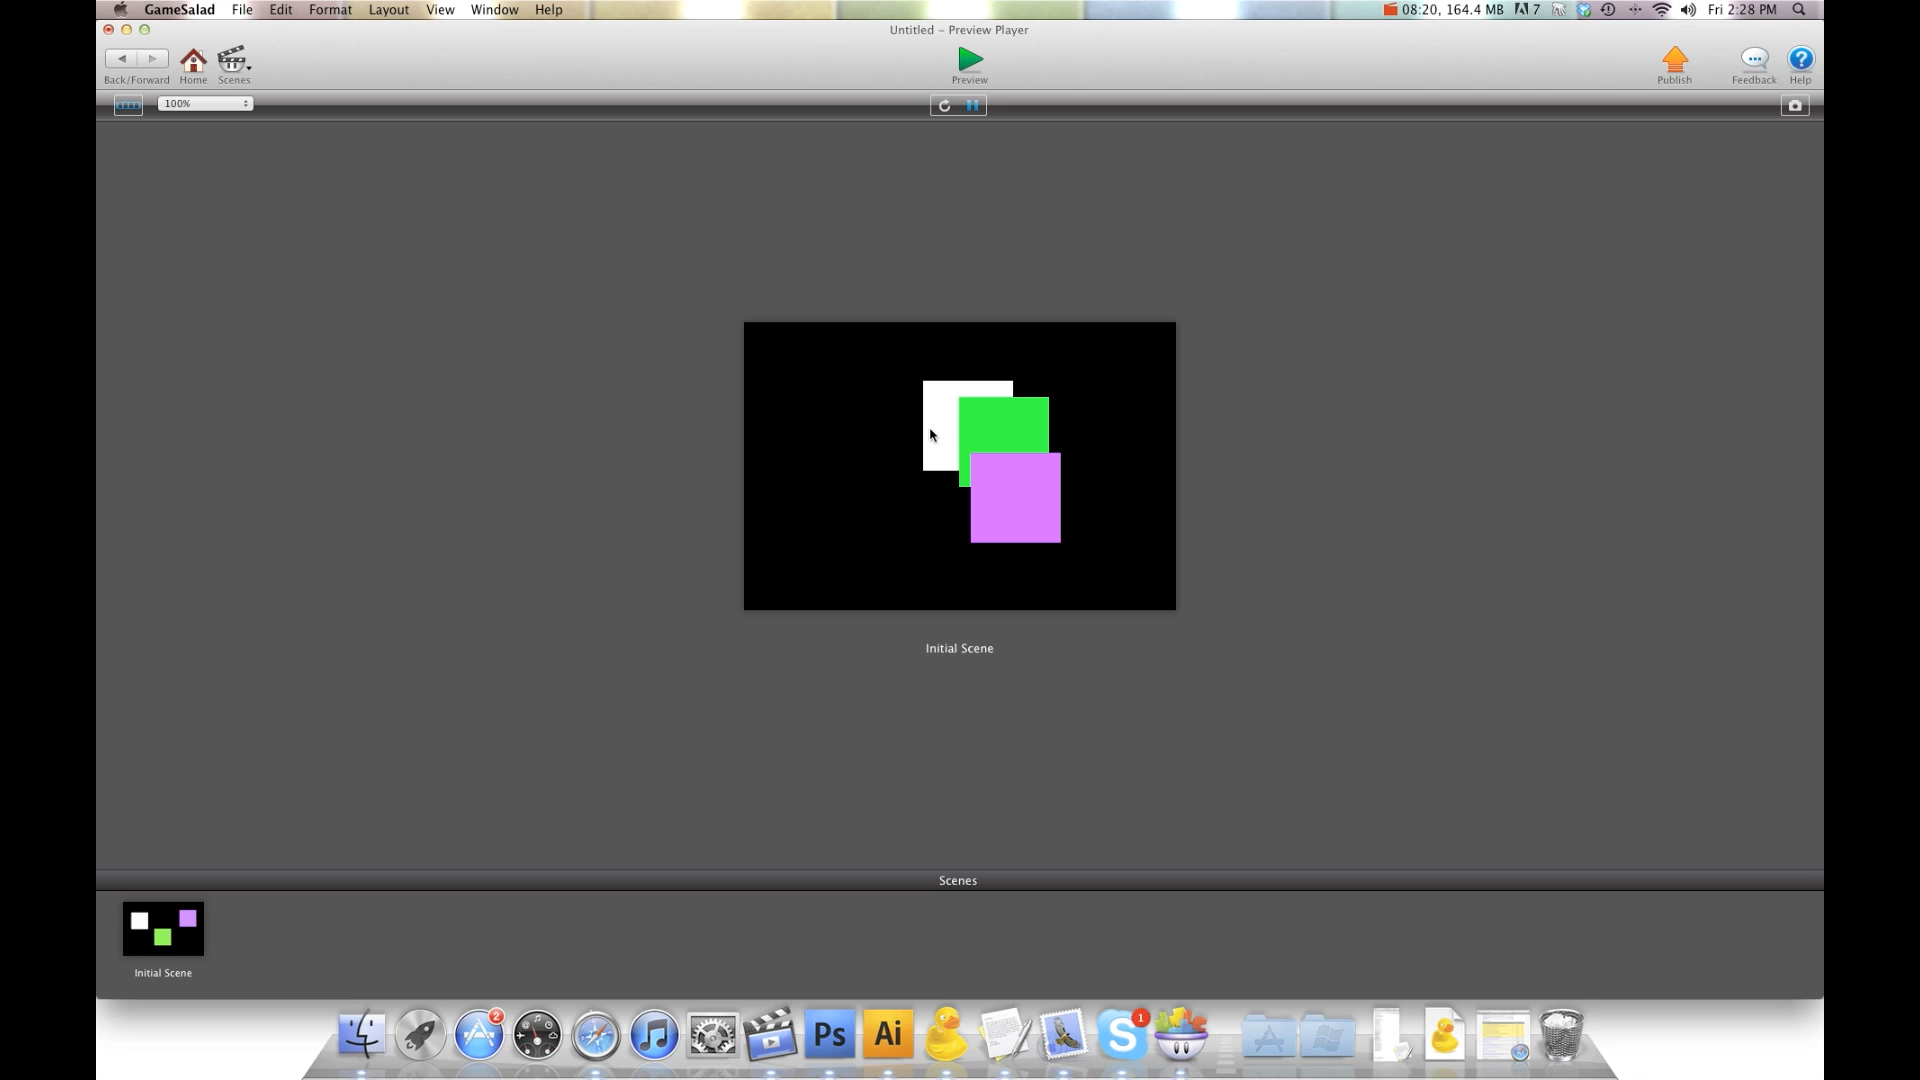 GameSalad File Edit Format Layout View Window Help 08:20, 164.4 MB 7 Fri 2:28 PM
Untitled – Preview Player
Back/Forward Home Scenes Preview Publish Feedback Help
100%
Initial Scene
Scenes
Initial Scene
2 Ps Ai S 1